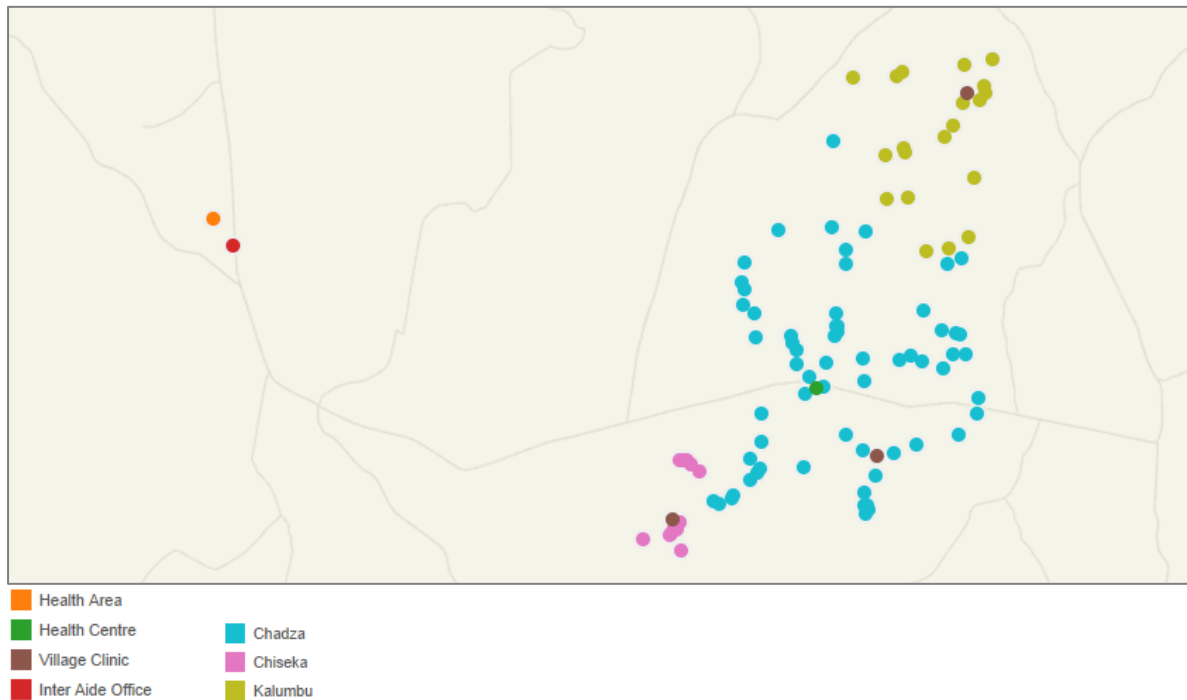 Health Area
Health Centre
Village Clinic
Inter Aide Office
Chadza
Chiseka
Kalumbu